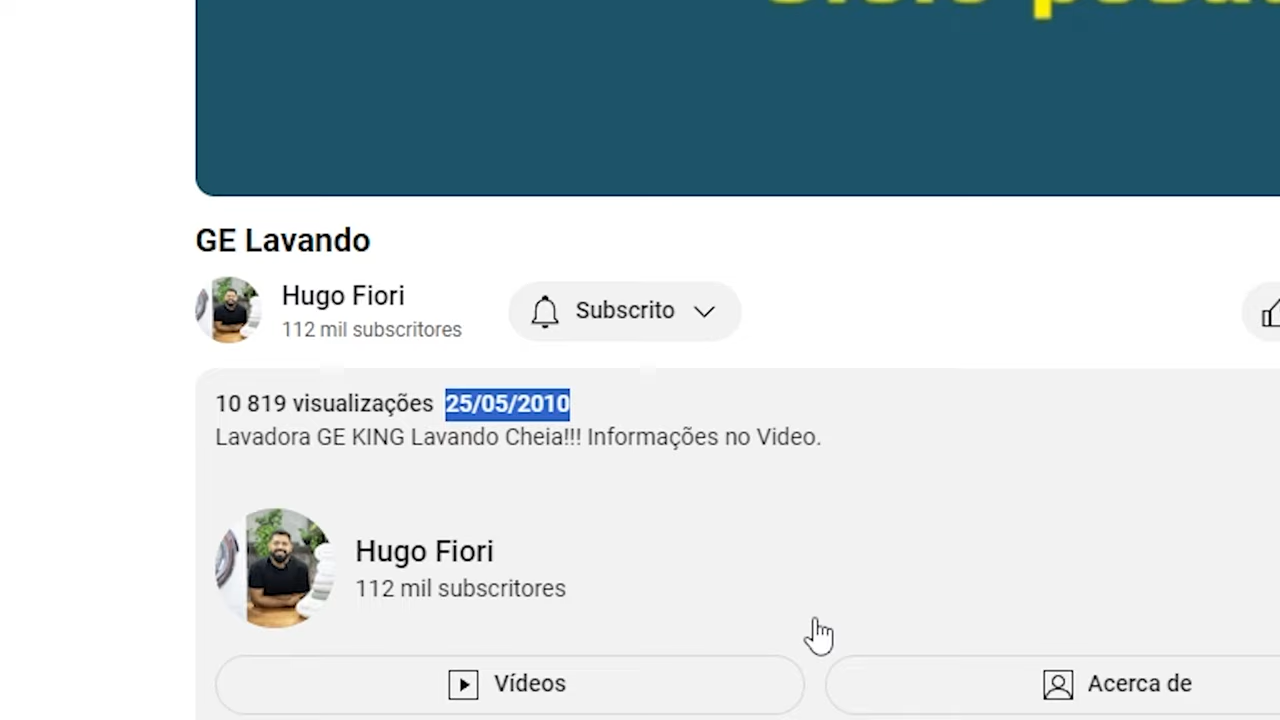 GE Lavando
Hugo Fiori
112 mil subscritores
Subscrito
10 819 visualizações 25/05/2010
Lavadora GE KING Lavando Cheia!!! Informações no Video.
Hugo Fiori
112 mil subscritores
Vídeos
Acerca de